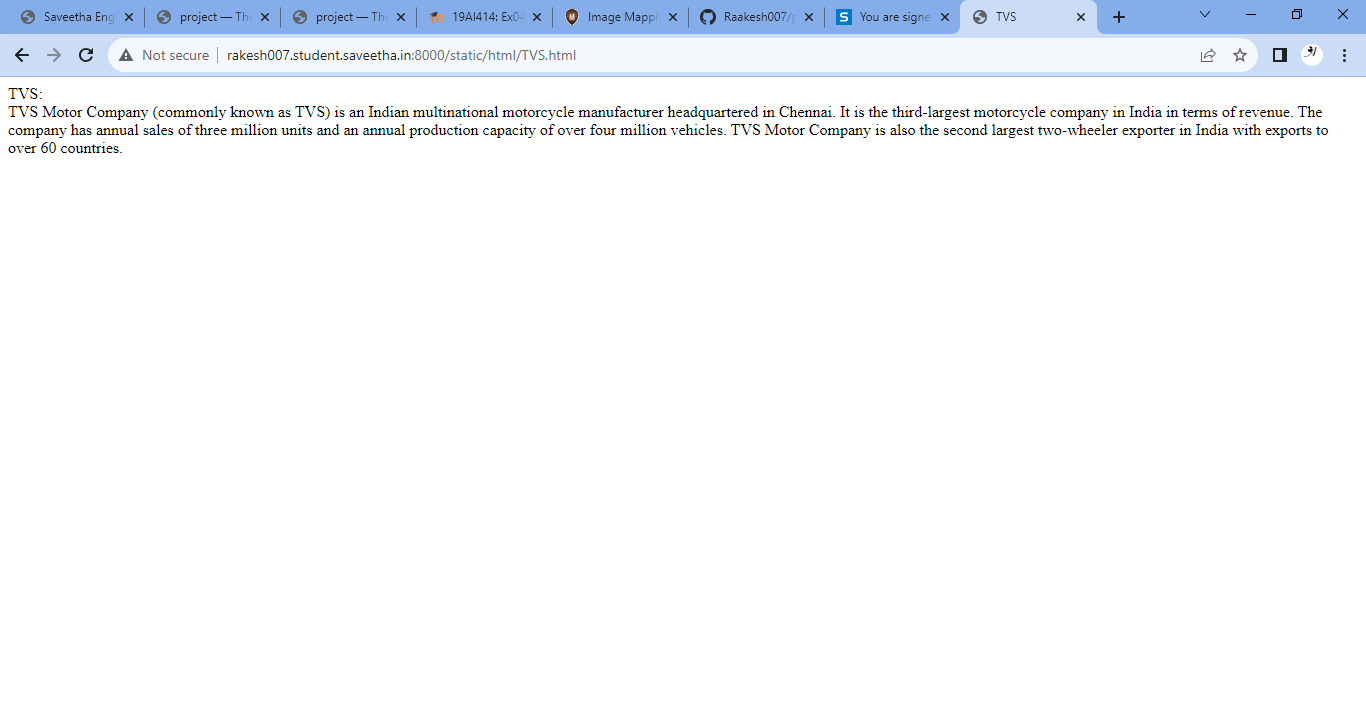 Saveetha Eng
project — Th
project — Th
19AI414: Ex04
Image Mappi
Raakesh007/
You are signe
TVS
Not secure
rakesh007.student.saveetha.in:8000/static/html/TVS.html
TVS:
TVS Motor Company (commonly known as TVS) is an Indian multinational motorcycle manufacturer headquartered in Chennai. It is the third-largest motorcycle company in India in terms of revenue. The
company has annual sales of three million units and an annual production capacity of over four million vehicles. TVS Motor Company is also the second largest two-wheeler exporter in India with exports to
over 60 countries.